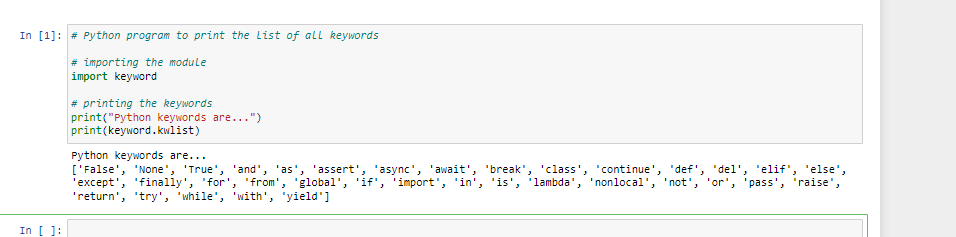 In [1]: # Python program to print the list of all keywords
# importing the module
import keyword
# printing the keywords
print("Python keywords are...")
print(keyword.kwlist)
Python keywords are...
['False', 'None', 'True', 'and', 'as', 'assert', 'async', 'await', 'break', 'class', 'continue', 'def', 'del', 'elif', 'else',
'except', 'finally', 'for', 'from', 'global', 'if', 'import', 'in', 'is', 'lambda', 'nonlocal', 'not', 'or', 'pass', 'raise',
'return', 'try', 'while', 'with', 'yield']
In [ ]: